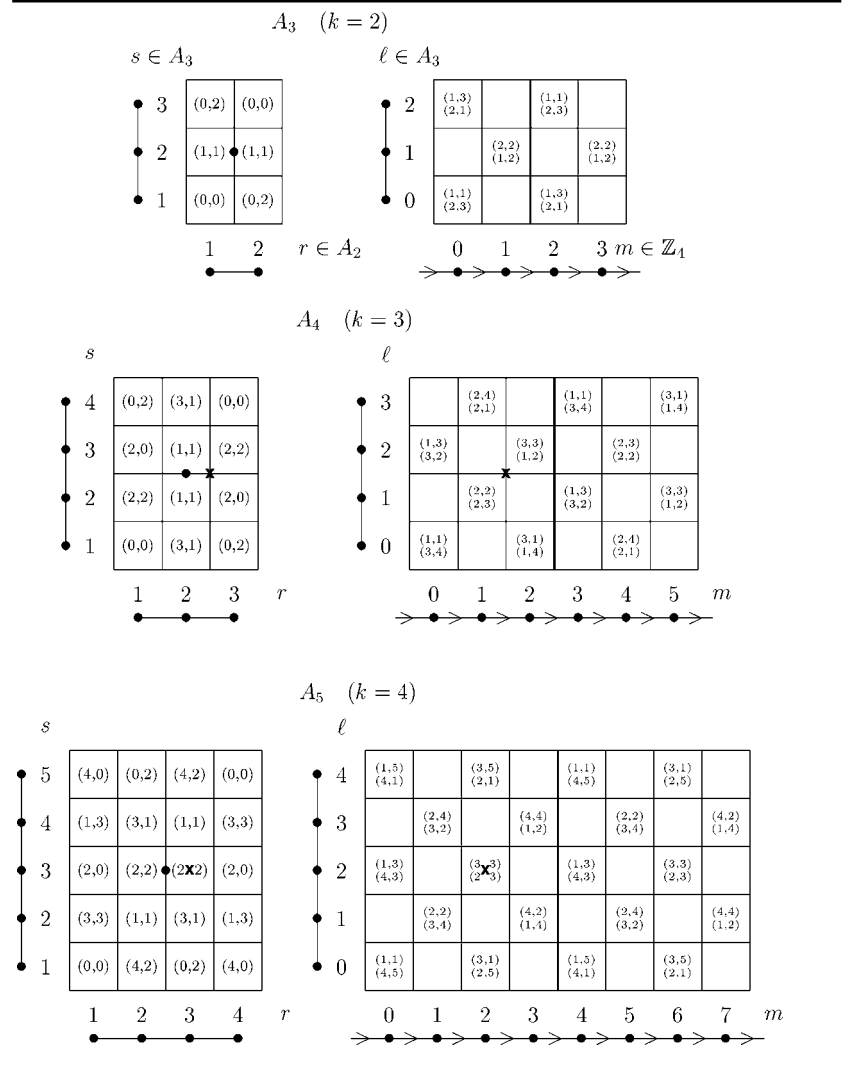 A₃ (k = 2)
s ∈ A₃ ℓ ∈ A₃
3 (0,2) (0,0) 2 (1,3) (2,1) (1,1) (2,3)
2 (1,1) (1,1) 1 (2,2) (1,2) (2,2) (1,2)
1 (0,0) (0,2) 0 (1,1) (2,3) (1,3) (2,1)
1 2 r ∈ A₂ 0 1 2 3 m ∈ ℤ₄
A₄ (k = 3)
s ℓ
4 (0,2) (3,1) (0,0) 3 (2,4) (2,1) (1,1) (3,4) (3,1) (1,4)
3 (2,0) (1,1) (2,2) 2 (1,3) (3,2) (3,3) (1,2) (2,3) (2,2)
2 (2,2) (1,1) (2,0) 1 (2,2) (2,3) (1,3) (3,2) (3,3) (1,2)
1 (0,0) (3,1) (0,2) 0 (1,1) (3,4) (3,1) (1,4) (2,4) (2,1)
1 2 3 r 0 1 2 3 4 5 m
A₅ (k = 4)
s ℓ
5 (4,0) (0,2) (4,2) (0,0) 4 (1,5) (4,1) (3,5) (2,1) (1,1) (4,5) (3,1) (2,5)
4 (1,3) (3,1) (1,1) (3,3) 3 (2,4) (3,2) (4,4) (1,2) (2,2) (3,4) (4,2) (1,4)
3 (2,0) (2,2) (2x2) (2,0) 2 (1,3) (4,3) (3x3) (2 3) (1,3) (4,3) (3,3) (2,3)
2 (3,3) (1,1) (3,1) (1,3) 1 (2,2) (3,4) (4,2) (1,4) (2,4) (3,2) (4,4) (1,2)
1 (0,0) (4,2) (0,2) (4,0) 0 (1,1) (4,5) (3,1) (2,5) (1,5) (4,1) (3,5) (2,1)
1 2 3 4 r 0 1 2 3 4 5 6 7 m